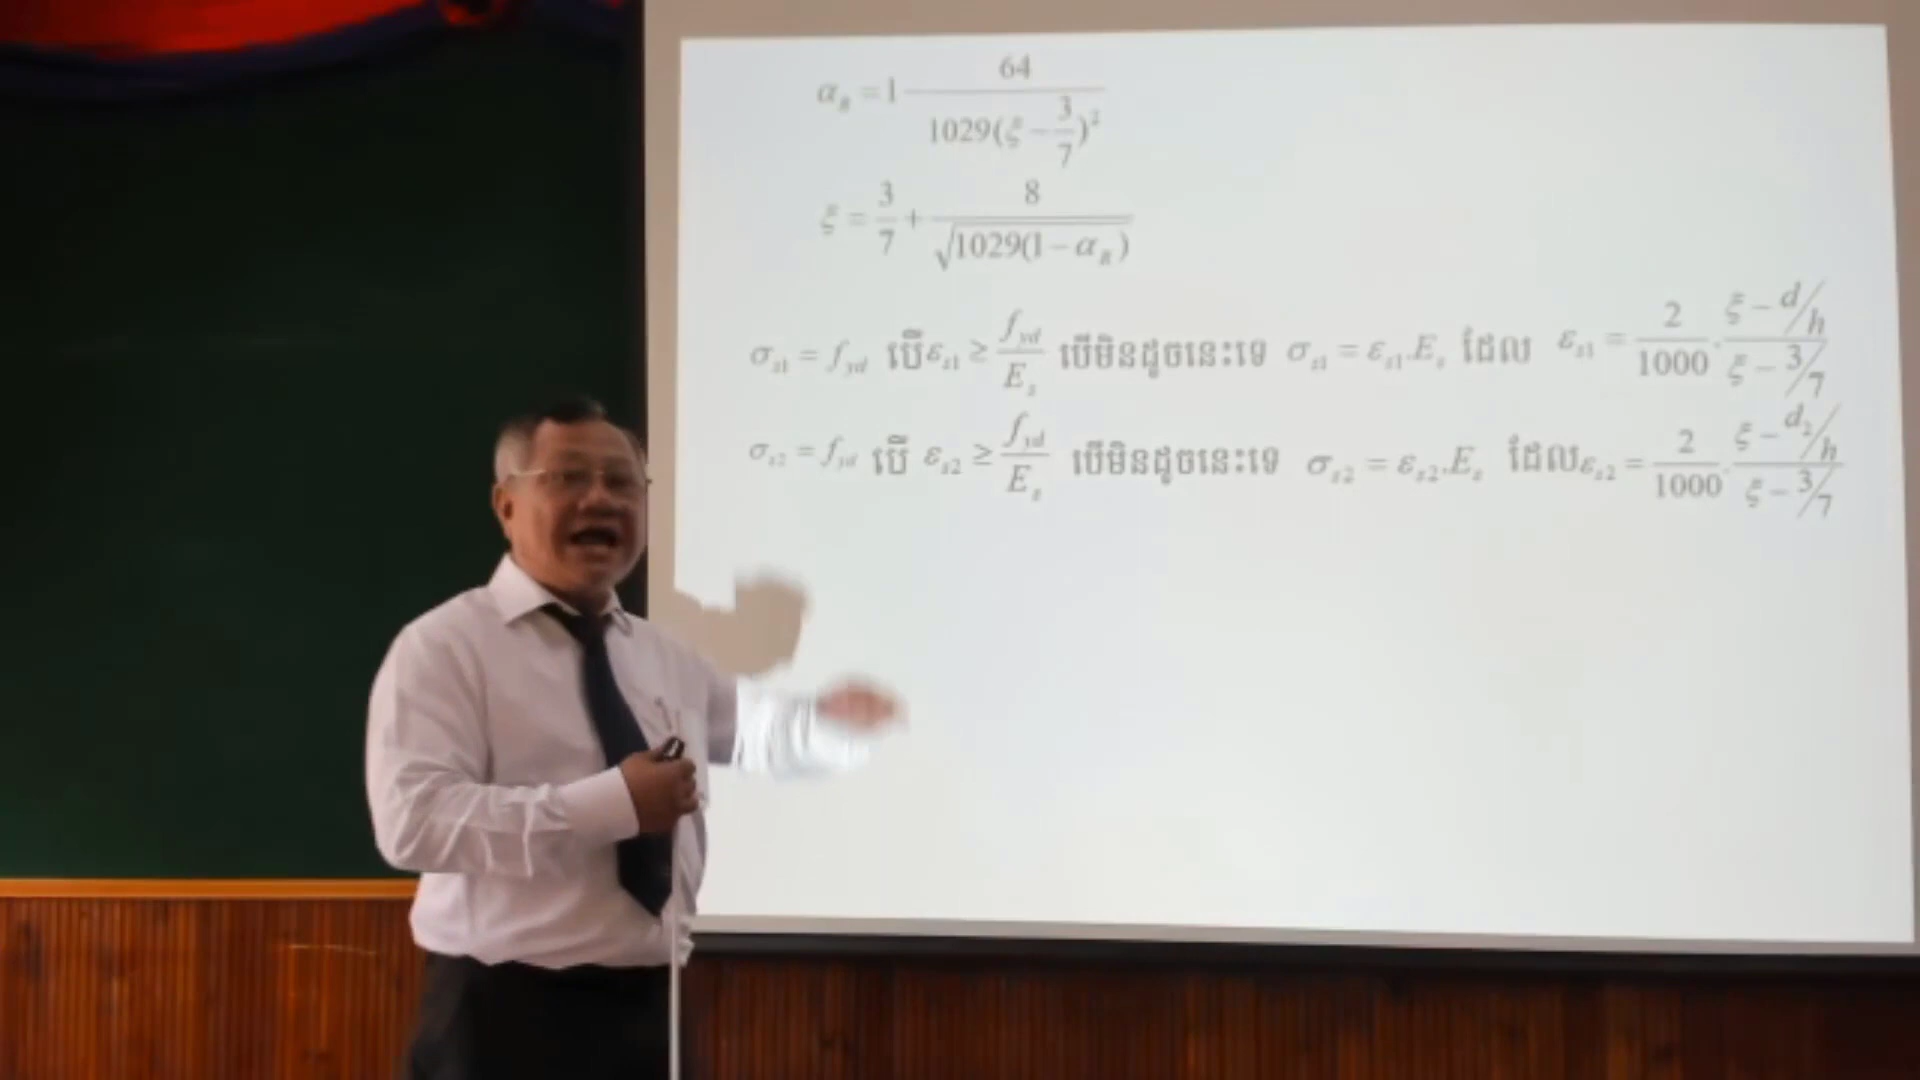 α_B = 1 64/(1029(ξ − 3/7)²)
ξ = 3/7 + 8/√(1029(1 − α_B))
σ_s1 = f_yd បើ ε_s1 ≥ f_yd/E_s បើមិនដូចនេះទេ σ_s1 = ε_s1.E_s ដែល ε_s1 = 2/1000 . (ξ − d/h)/(ξ − 3/7)
σ_s2 = f_yd បើ ε_s2 ≥ f_yd/E_s បើមិនដូចនេះទេ σ_s2 = ε_s2.E_s ដែល ε_s2 = 2/1000 . (ξ − d₂/h)/(ξ − 3/7)